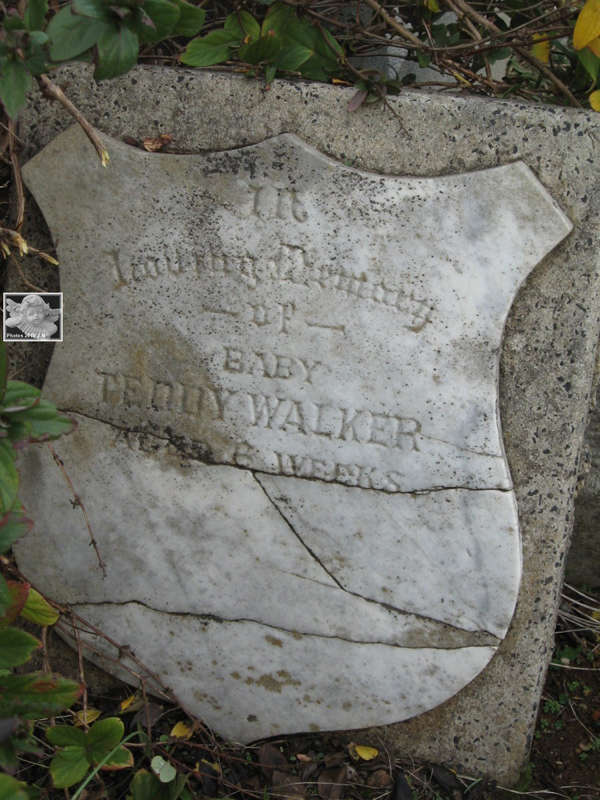 IN
Loving Memory
— of —
BABY
TEDDY WALKER
AGED 6 WEEKS